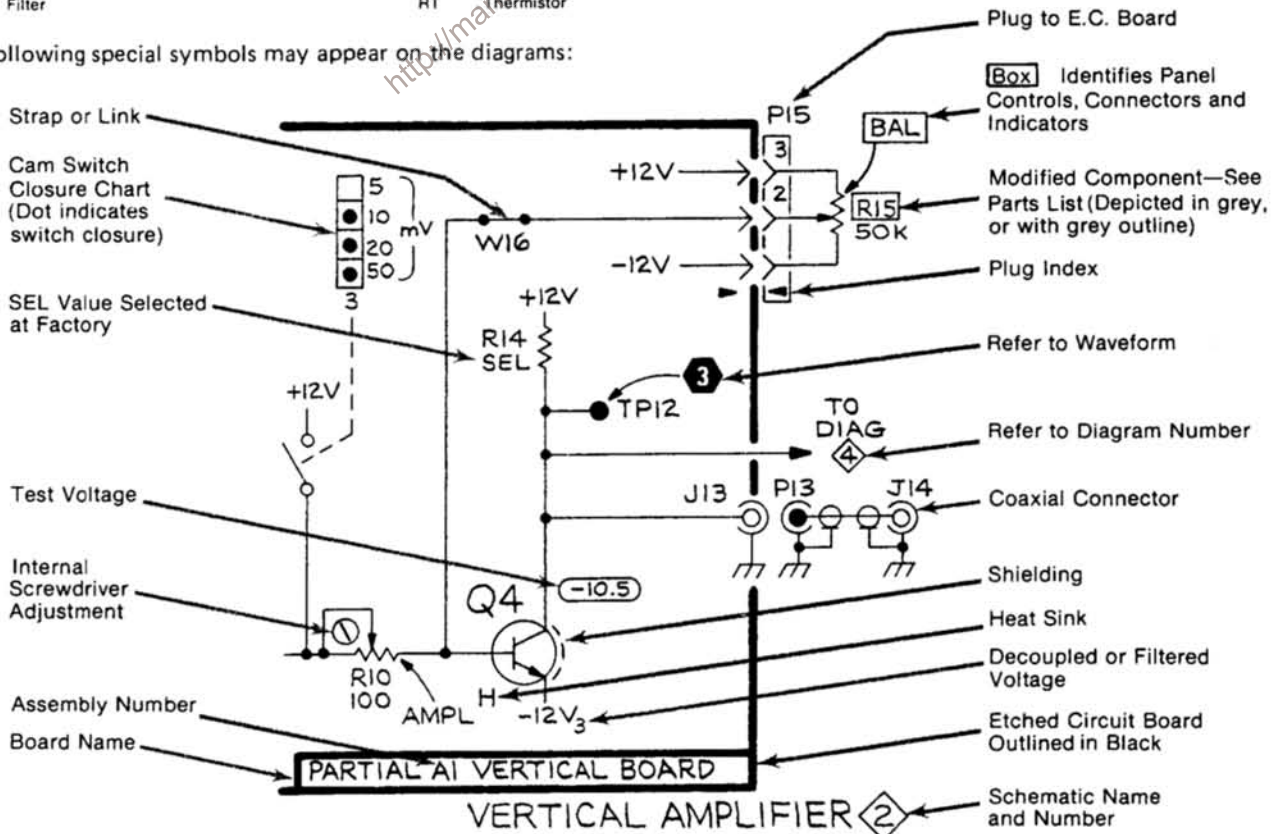 Filter
RT Thermistor
ollowing special symbols may appear on the diagrams:
http://ma
Strap or Link
Cam Switch
Closure Chart
(Dot indicates
switch closure)
SEL Value Selected
at Factory
Test Voltage
Internal
Screwdriver
Adjustment
Assembly Number
Board Name
5
10
20
50
mV
3
+12V
W16
+12V
-12V
P15
3
2
BAL
R15
50K
+12V
R14
SEL
3
TP12
TO
DIAG
4
J13
P13
J14
-10.5
Q4
R10
100
AMPL
H
-12V3
PARTIAL A1 VERTICAL BOARD
VERTICAL AMPLIFIER 2
Plug to E.C. Board
Box Identifies Panel
Controls, Connectors and
Indicators
Modified Component—See
Parts List (Depicted in grey,
or with grey outline)
Plug Index
Refer to Waveform
Refer to Diagram Number
Coaxial Connector
Shielding
Heat Sink
Decoupled or Filtered
Voltage
Etched Circuit Board
Outlined in Black
Schematic Name
and Number